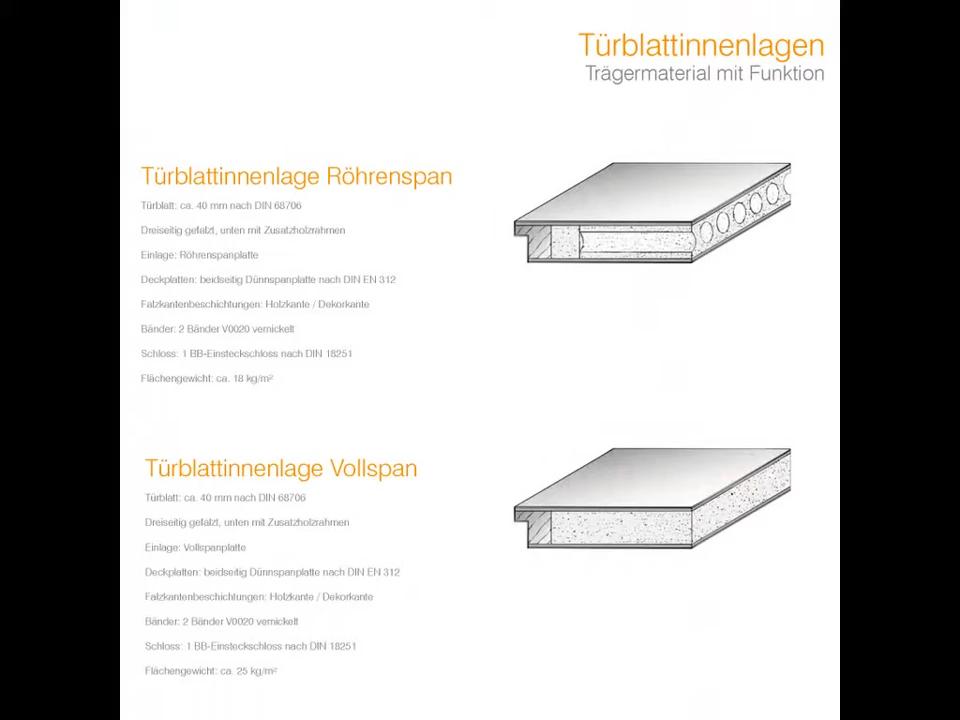 Türblattinnenlagen
Trägermaterial mit Funktion
Türblattinnenlage Röhrenspan
Türblatt: ca. 40 mm nach DIN 68706
Dreiseitig gefalzt, unten mit Zusatzholzrahmen
Einlage: Röhrenspanplatte
Deckplatten: beidseitig Dünnspanplatte nach DIN EN 312
Falzkantenbeschichtungen: Holzkante / Dekorkante
Bänder: 2 Bänder V0020 vernickelt
Schloss: 1 BB-Einsteckschloss nach DIN 18251
Flächengewicht: ca. 18 kg/m²
Türblattinnenlage Vollspan
Türblatt: ca. 40 mm nach DIN 68706
Dreiseitig gefalzt, unten mit Zusatzholzrahmen
Einlage: Vollspanplatte
Deckplatten: beidseitig Dünnspanplatte nach DIN EN 312
Falzkantenbeschichtungen: Holzkante / Dekorkante
Bänder: 2 Bänder V0020 vernickelt
Schloss: 1 BB-Einsteckschloss nach DIN 18251
Flächengewicht: ca. 25 kg/m²